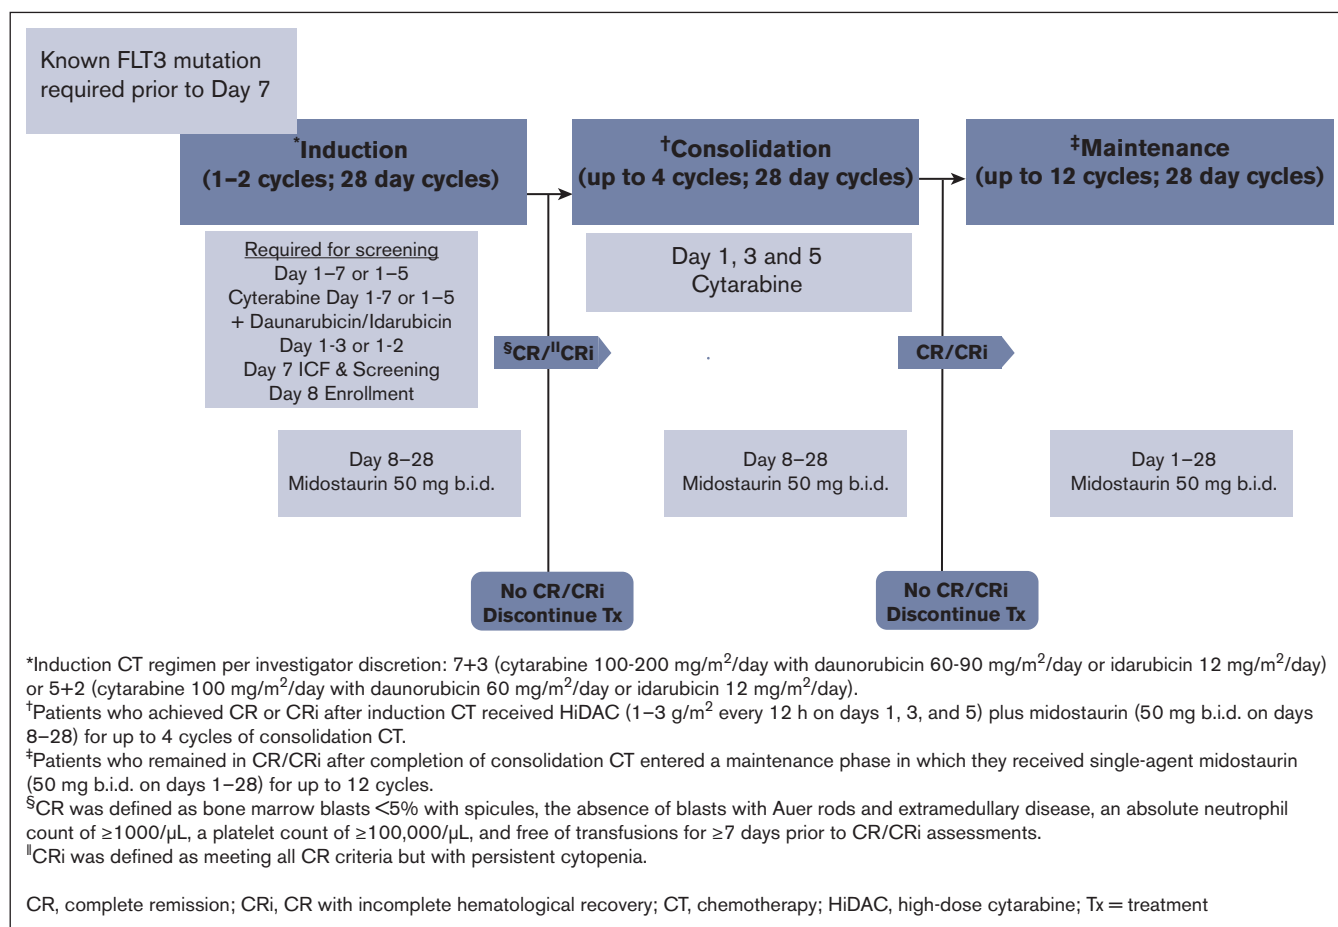 Known FLT3 mutation
required prior to Day 7
*Induction
(1–2 cycles; 28 day cycles)
†Consolidation
(up to 4 cycles; 28 day cycles)
‡Maintenance
(up to 12 cycles; 28 day cycles)
Required for screening
Day 1–7 or 1–5
Cyterabine Day 1-7 or 1–5
+ Daunarubicin/Idarubicin
Day 1-3 or 1-2
Day 7 ICF & Screening
Day 8 Enrollment
Day 1, 3 and 5
Cytarabine
§CR/||CRi
CR/CRi
Day 8–28
Midostaurin 50 mg b.i.d.
Day 8–28
Midostaurin 50 mg b.i.d.
Day 1–28
Midostaurin 50 mg b.i.d.
No CR/CRi
Discontinue Tx
No CR/CRi
Discontinue Tx
*Induction CT regimen per investigator discretion: 7+3 (cytarabine 100-200 mg/m²/day with daunorubicin 60-90 mg/m²/day or idarubicin 12 mg/m²/day)
or 5+2 (cytarabine 100 mg/m²/day with daunorubicin 60 mg/m²/day or idarubicin 12 mg/m²/day).
†Patients who achieved CR or CRi after induction CT received HiDAC (1–3 g/m² every 12 h on days 1, 3, and 5) plus midostaurin (50 mg b.i.d. on days
8–28) for up to 4 cycles of consolidation CT.
‡Patients who remained in CR/CRi after completion of consolidation CT entered a maintenance phase in which they received single-agent midostaurin
(50 mg b.i.d. on days 1–28) for up to 12 cycles.
§CR was defined as bone marrow blasts <5% with spicules, the absence of blasts with Auer rods and extramedullary disease, an absolute neutrophil
count of ≥1000/μL, a platelet count of ≥100,000/μL, and free of transfusions for ≥7 days prior to CR/CRi assessments.
||CRi was defined as meeting all CR criteria but with persistent cytopenia.
CR, complete remission; CRi, CR with incomplete hematological recovery; CT, chemotherapy; HiDAC, high-dose cytarabine; Tx = treatment